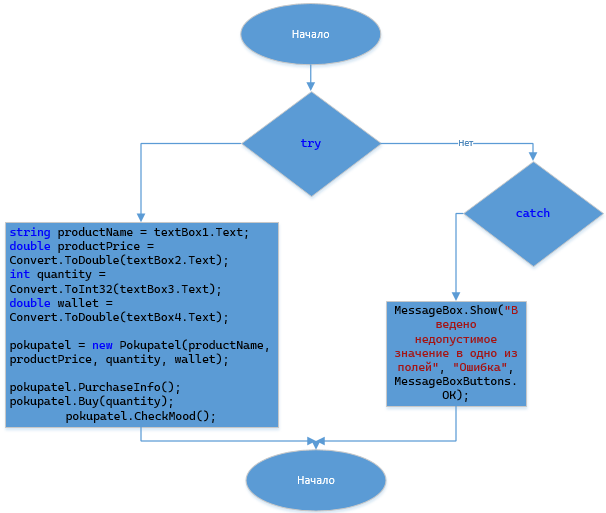 Начало
try
Нет
catch
string productName = textBox1.Text;
double productPrice =
Convert.ToDouble(textBox2.Text);
int quantity =
Convert.ToInt32(textBox3.Text);
double wallet =
Convert.ToDouble(textBox4.Text);
pokupatel = new Pokupatel(productName,
productPrice, quantity, wallet);
pokupatel.PurchaseInfo();
pokupatel.Buy(quantity);
pokupatel.CheckMood();
MessageBox.Show("В
ведено
недопустимое
значение в одно из
полей", "Ошибка",
MessageBoxButtons.
OK);
Начало